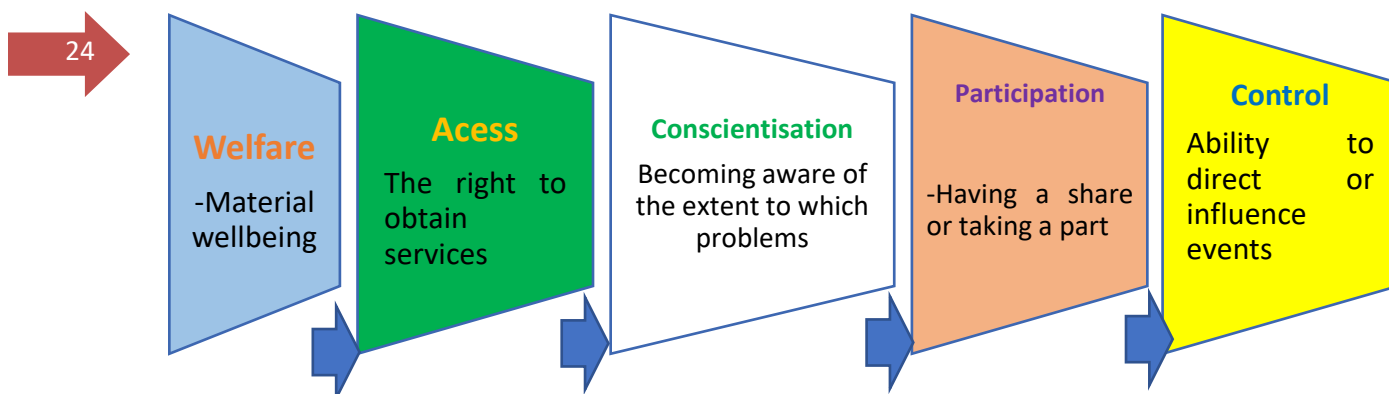 24
Welfare
-Material
wellbeing
Acess
The right to
obtain
services
Conscientisation
Becoming aware of
the extent to which
problems
Participation
-Having a share
or taking a part
Control
Ability to
direct or
influence
events